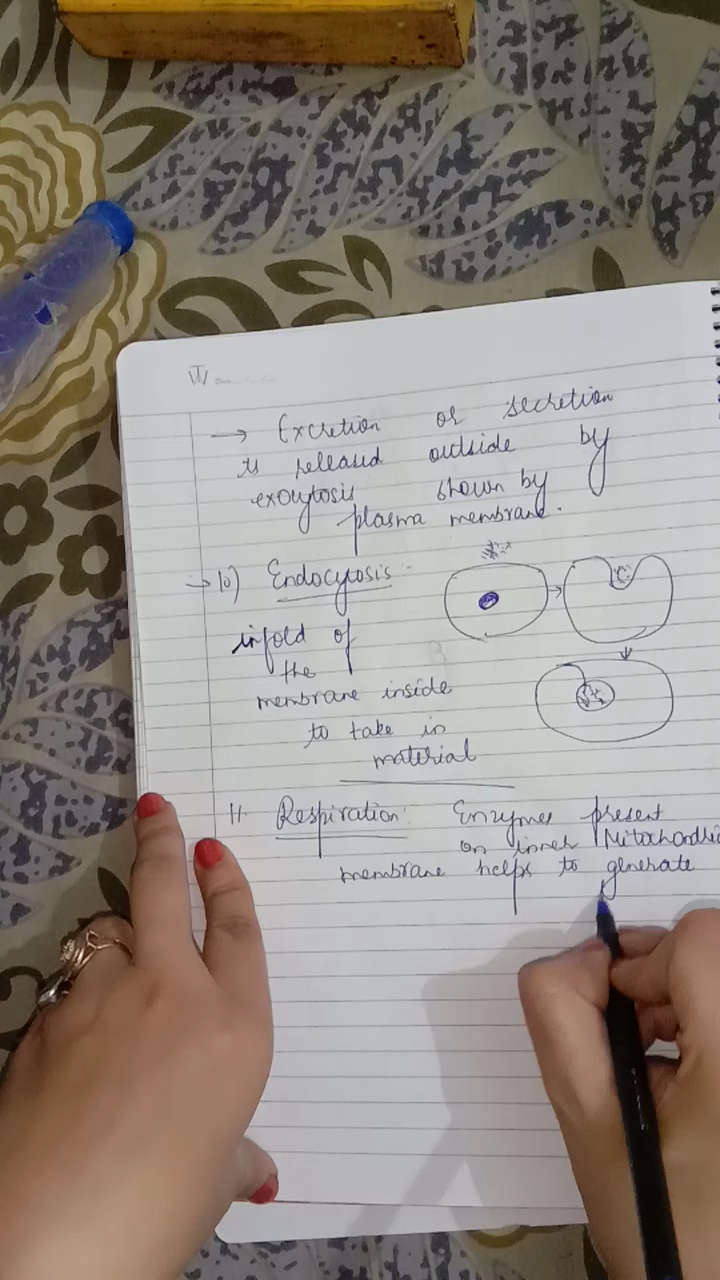 → Excretion or secretion
is released outside by
exocytosis shown by
plasma membrane.
→ 10) Endocytosis :-
infold of
the
membrane inside
to take in
material
11. Respiration: Enzymes present
on inner Mitochondria
membrane helps to generate